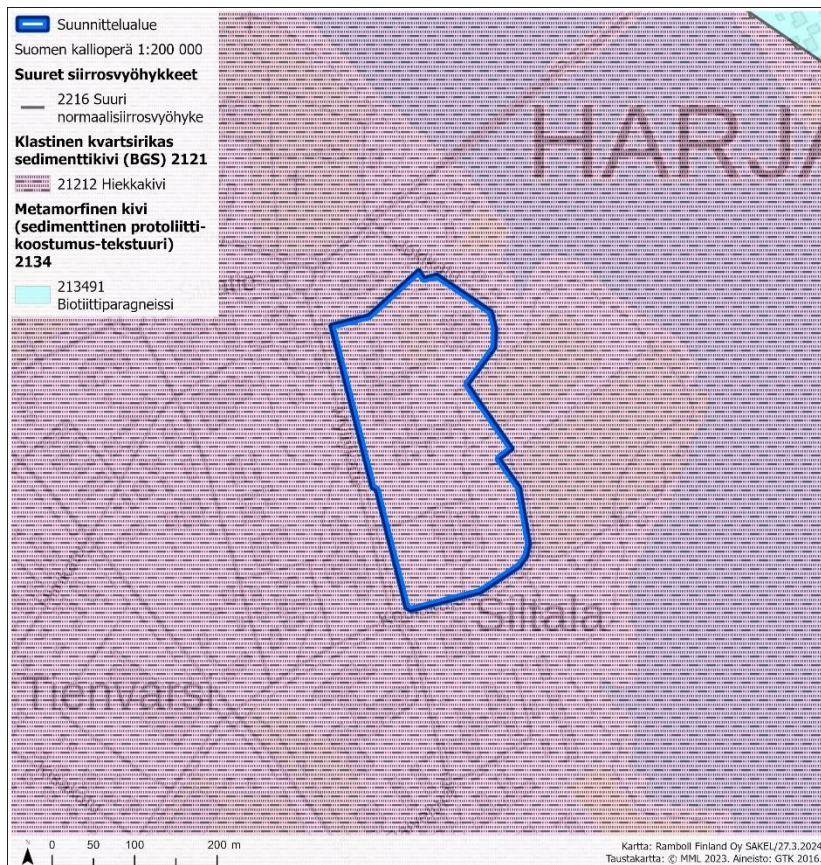 Suunnittelualue
Suomen kallioperä 1:200 000
Suuret siirrosvyöhykkeet
2216 Suuri
normaalisiirrosvyöhyke
Klastinen kvartsirikas
sedimenttikivi (BGS) 2121
21212 Hiekkakivi
Metamorfinen kivi
(sedimenttinen protoliitti-
koostumus-tekstuuri)
2134
213491
Biotiittiparagneissi
HARJA
Siltala
Tienvarsi
N
0 50 100 200 m
Kartta: Ramboll Finland Oy SAKEL/27.3.2024
Taustakartta: © MML 2023. Aineisto: GTK 2016